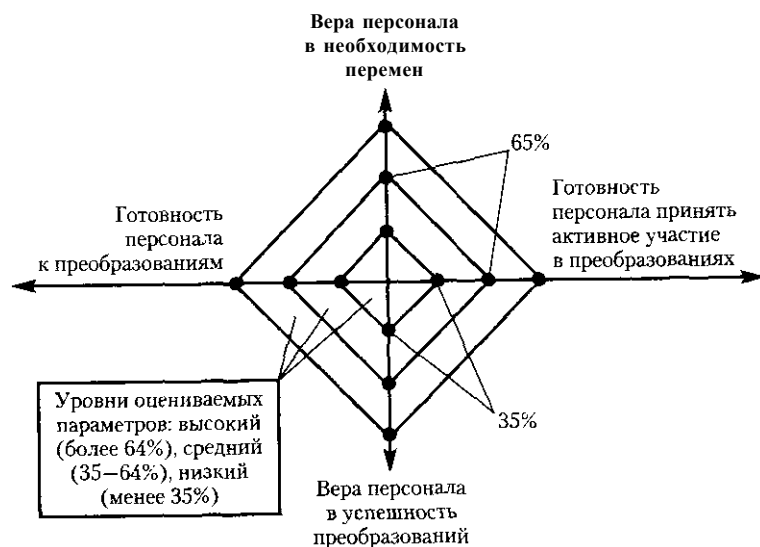 Вера персонала
в необходимость
перемен
65%
Готовность
персонала
к преобразованиям
Готовность
персонала принять
активное участие
в преобразованиях
Уровни оцениваемых
параметров: высокий
(более 64%), средний
(35—64%), низкий
(менее 35%)
35%
Вера персонала
в успешность
преобразований